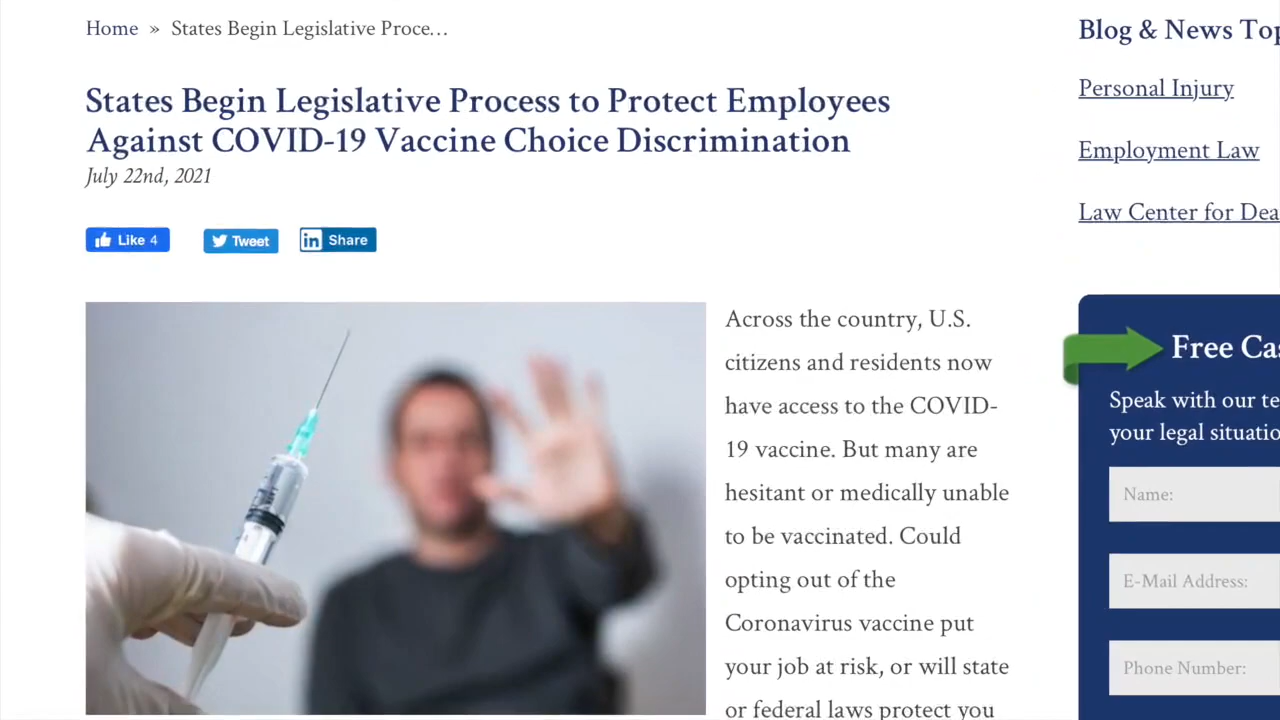 Home » States Begin Legislative Proce...
States Begin Legislative Process to Protect Employees
Against COVID-19 Vaccine Choice Discrimination
July 22nd, 2021
Like 4
Tweet
in Share
Across the country, U.S.
citizens and residents now
have access to the COVID-
19 vaccine. But many are
hesitant or medically unable
to be vaccinated. Could
opting out of the
Coronavirus vaccine put
your job at risk, or will state
or federal laws protect you
Blog & News Top
Personal Injury
Employment Law
Law Center for Dea
Free Cas
Speak with our te
your legal situatio
Name:
E-Mail Address:
Phone Number: